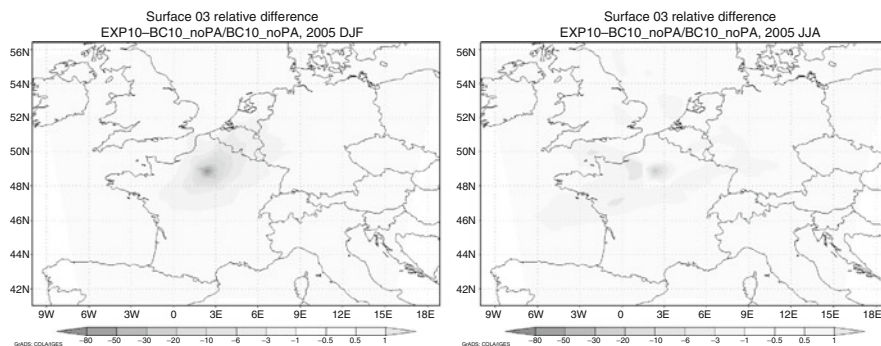 Surface 03 relative difference
EXP10–BC10_noPA/BC10_noPA, 2005 DJF
56N
54N
52N
50N
48N
46N
44N
42N
9W 6W 3W 0 3E 6E 9E 12E 15E 18E
–80 –50 –30 –20 –10 –6 –3 –1 –0.5 0.5 1
GrADS: COLA/IGES
Surface 03 relative difference
EXP10–BC10_noPA/BC10_noPA, 2005 JJA
56N
54N
52N
50N
48N
46N
44N
42N
9W 6W 3W 0 3E 6E 9E 12E 15E 18E
–80 –50 –30 –20 –10 –6 –3 –1 –0.5 0.5 1
GrADS: COLA/IGES